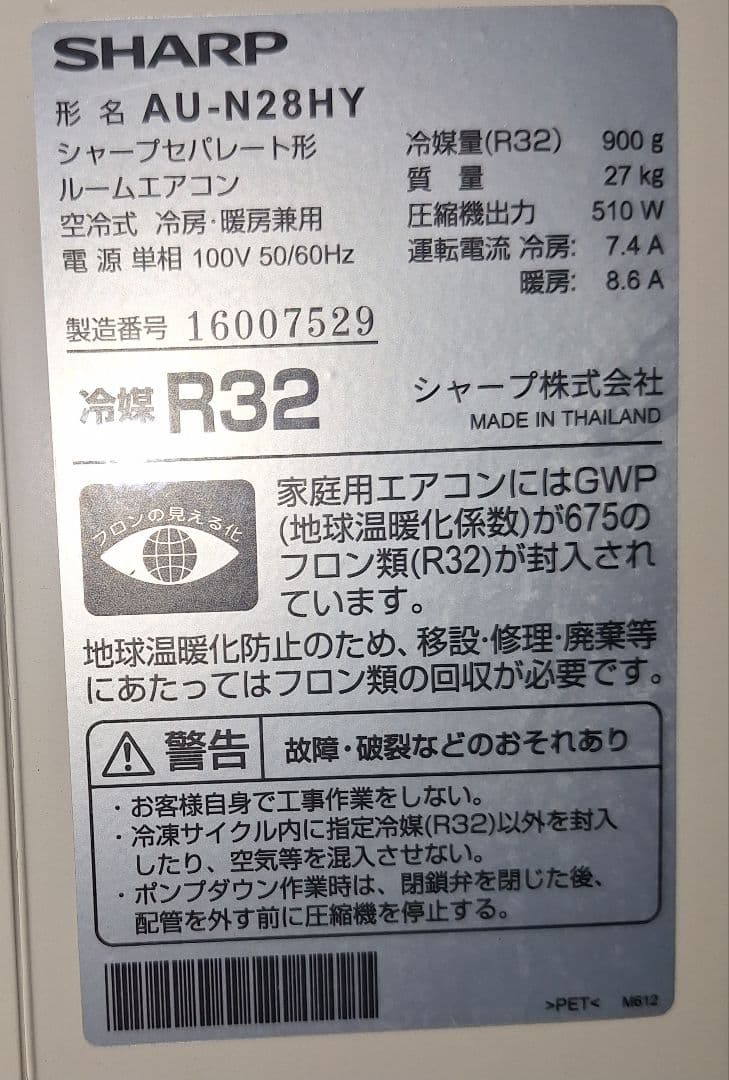 SHARP
形 名 AU-N28HY
シャープセパレート形
ルームエアコン
空冷式 冷房・暖房兼用
電 源 単相 100V 50/60Hz
冷媒量(R32) 900 g
質 量 27 kg
圧縮機出力 510 W
運転電流 冷房: 7.4 A
暖房: 8.6 A
製造番号 16007529
冷媒 R32
シャープ株式会社
MADE IN THAILAND
フロンの見える化
家庭用エアコンにはGWP
(地球温暖化係数)が675の
フロン類(R32)が封入され
ています。
地球温暖化防止のため、移設・修理・廃棄等
にあたってはフロン類の回収が必要です。
警告 故障・破裂などのおそれあり
・お客様自身で工事作業をしない。
・冷凍サイクル内に指定冷媒(R32)以外を封入
したり、空気等を混入させない。
・ポンプダウン作業時は、閉鎖弁を閉じた後、
配管を外す前に圧縮機を停止する。
>PET< M612